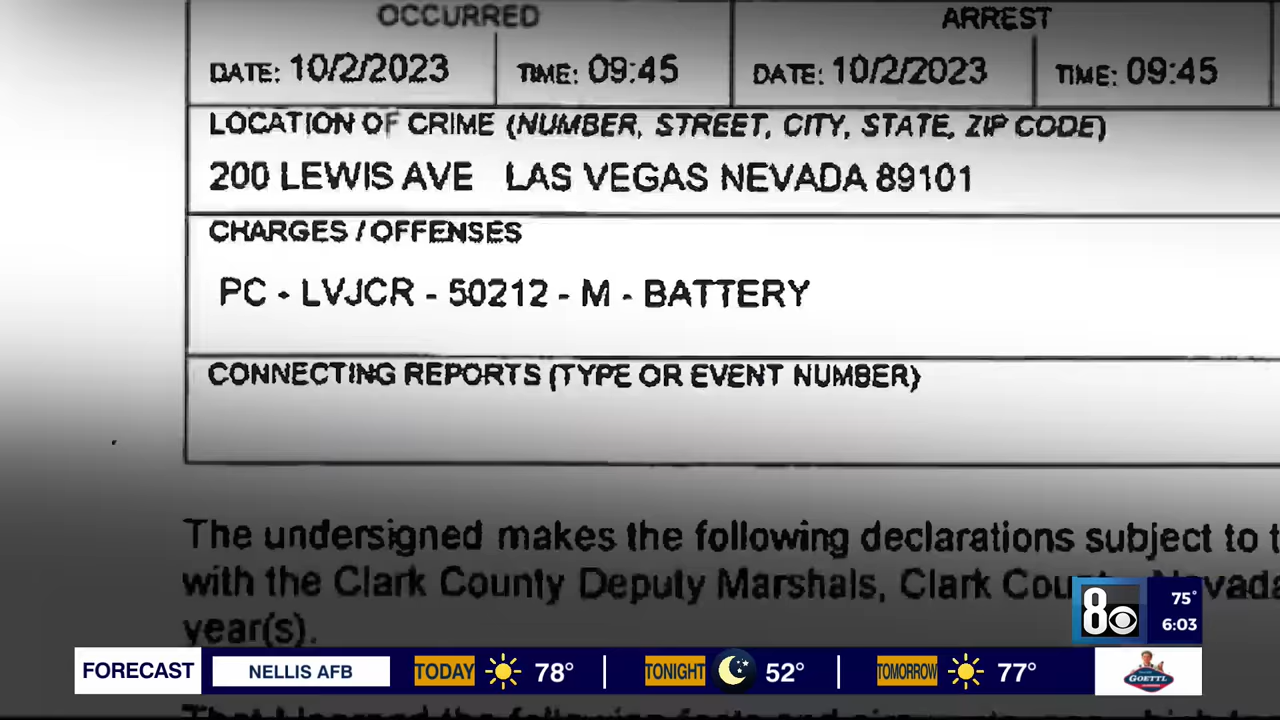 OCCURRED ARREST
DATE: 10/2/2023 TIME: 09:45 DATE: 10/2/2023 TIME: 09:45
LOCATION OF CRIME (NUMBER, STREET, CITY, STATE, ZIP CODE)
200 LEWIS AVE LAS VEGAS NEVADA 89101
CHARGES / OFFENSES
PC - LVJCR - 50212 - M - BATTERY
CONNECTING REPORTS (TYPE OR EVENT NUMBER)
The undersigned makes the following declarations subject to t
with the Clark County Deputy Marshals, Clark
year(s).
8
75°
6:03
FORECAST NELLIS AFB TODAY 78° TONIGHT 52° TOMORROW 77° GOETTL